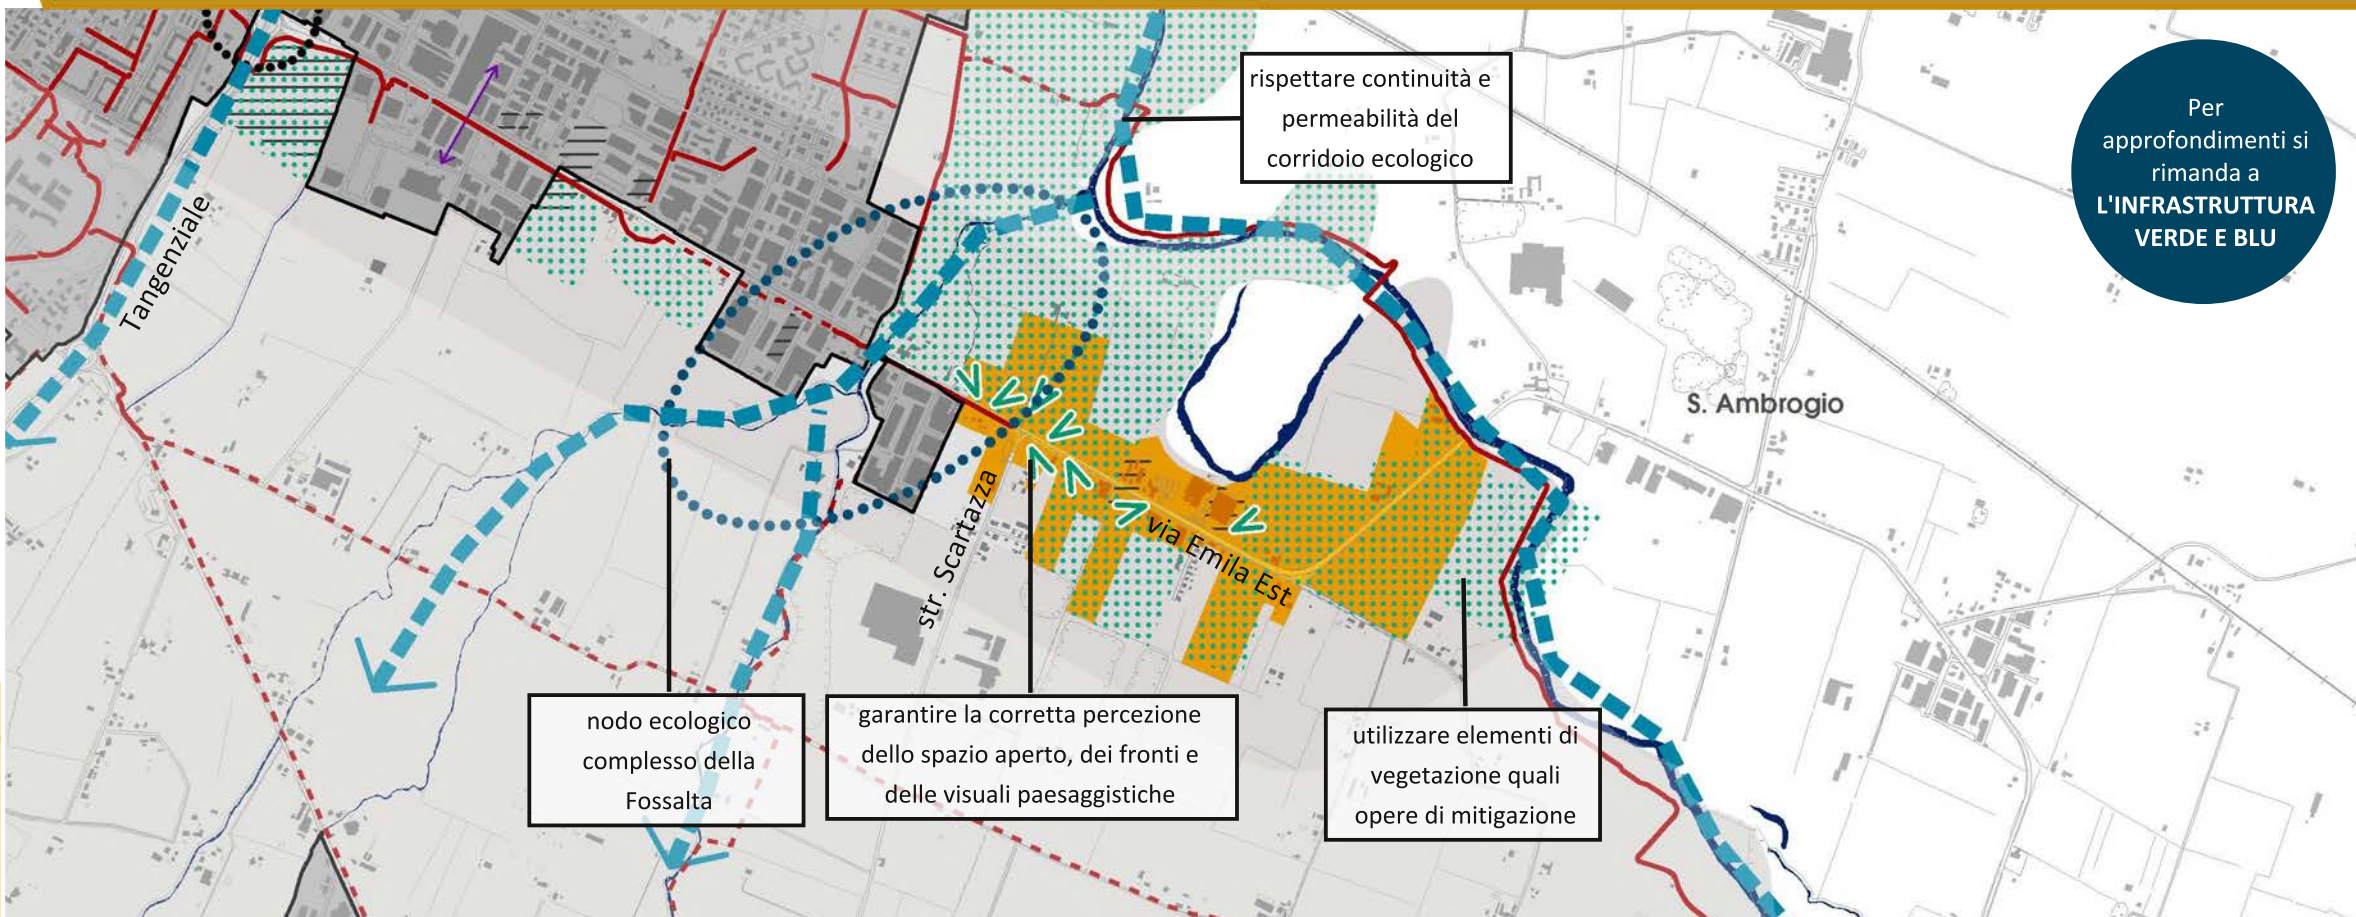 rispettare continuità e
permeabilità del
corridoio ecologico
Per
approfondimenti si
rimanda a
L'INFRASTRUTTURA
VERDE E BLU
Tangenziale
S. Ambrogio
str. Scartazza
via Emila Est
nodo ecologico
complesso della
Fossalta
garantire la corretta percezione
dello spazio aperto, dei fronti e
delle visuali paesaggistiche
utilizzare elementi di
vegetazione quali
opere di mitigazione